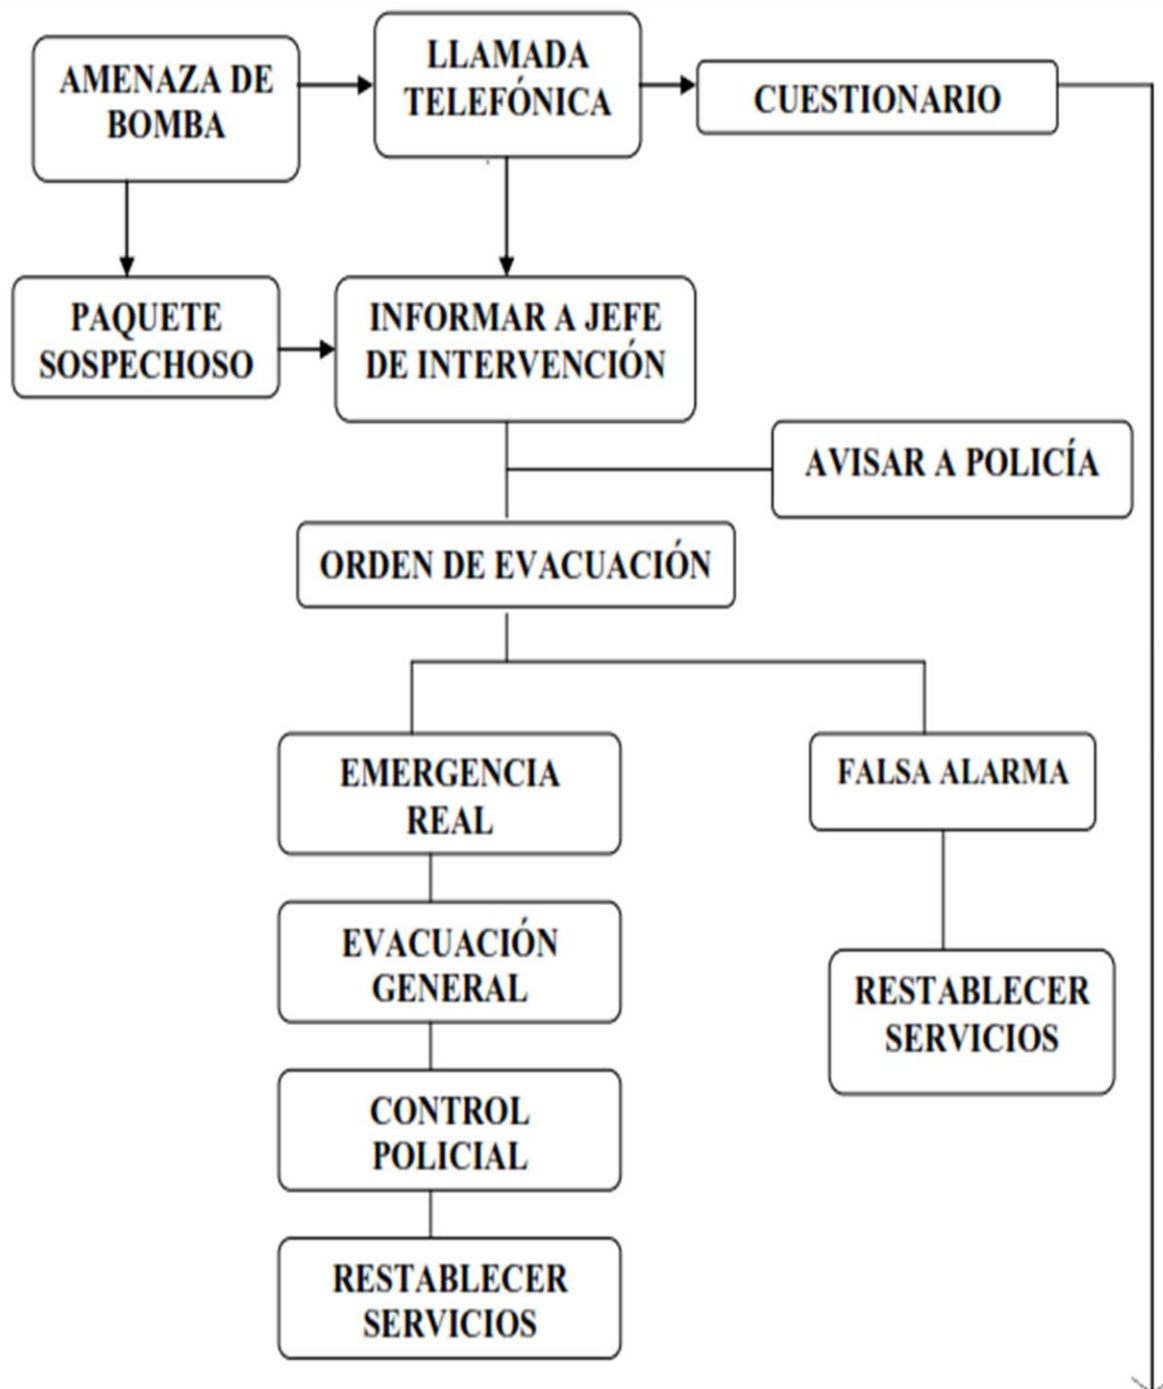 AMENAZA DE
BOMBA
LLAMADA
TELEFÓNICA
CUESTIONARIO
PAQUETE
SOSPECHOSO
INFORMAR A JEFE
DE INTERVENCIÓN
AVISAR A POLICÍA
ORDEN DE EVACUACIÓN
EMERGENCIA
REAL
FALSA ALARMA
EVACUACIÓN
GENERAL
RESTABLECER
SERVICIOS
CONTROL
POLICIAL
RESTABLECER
SERVICIOS